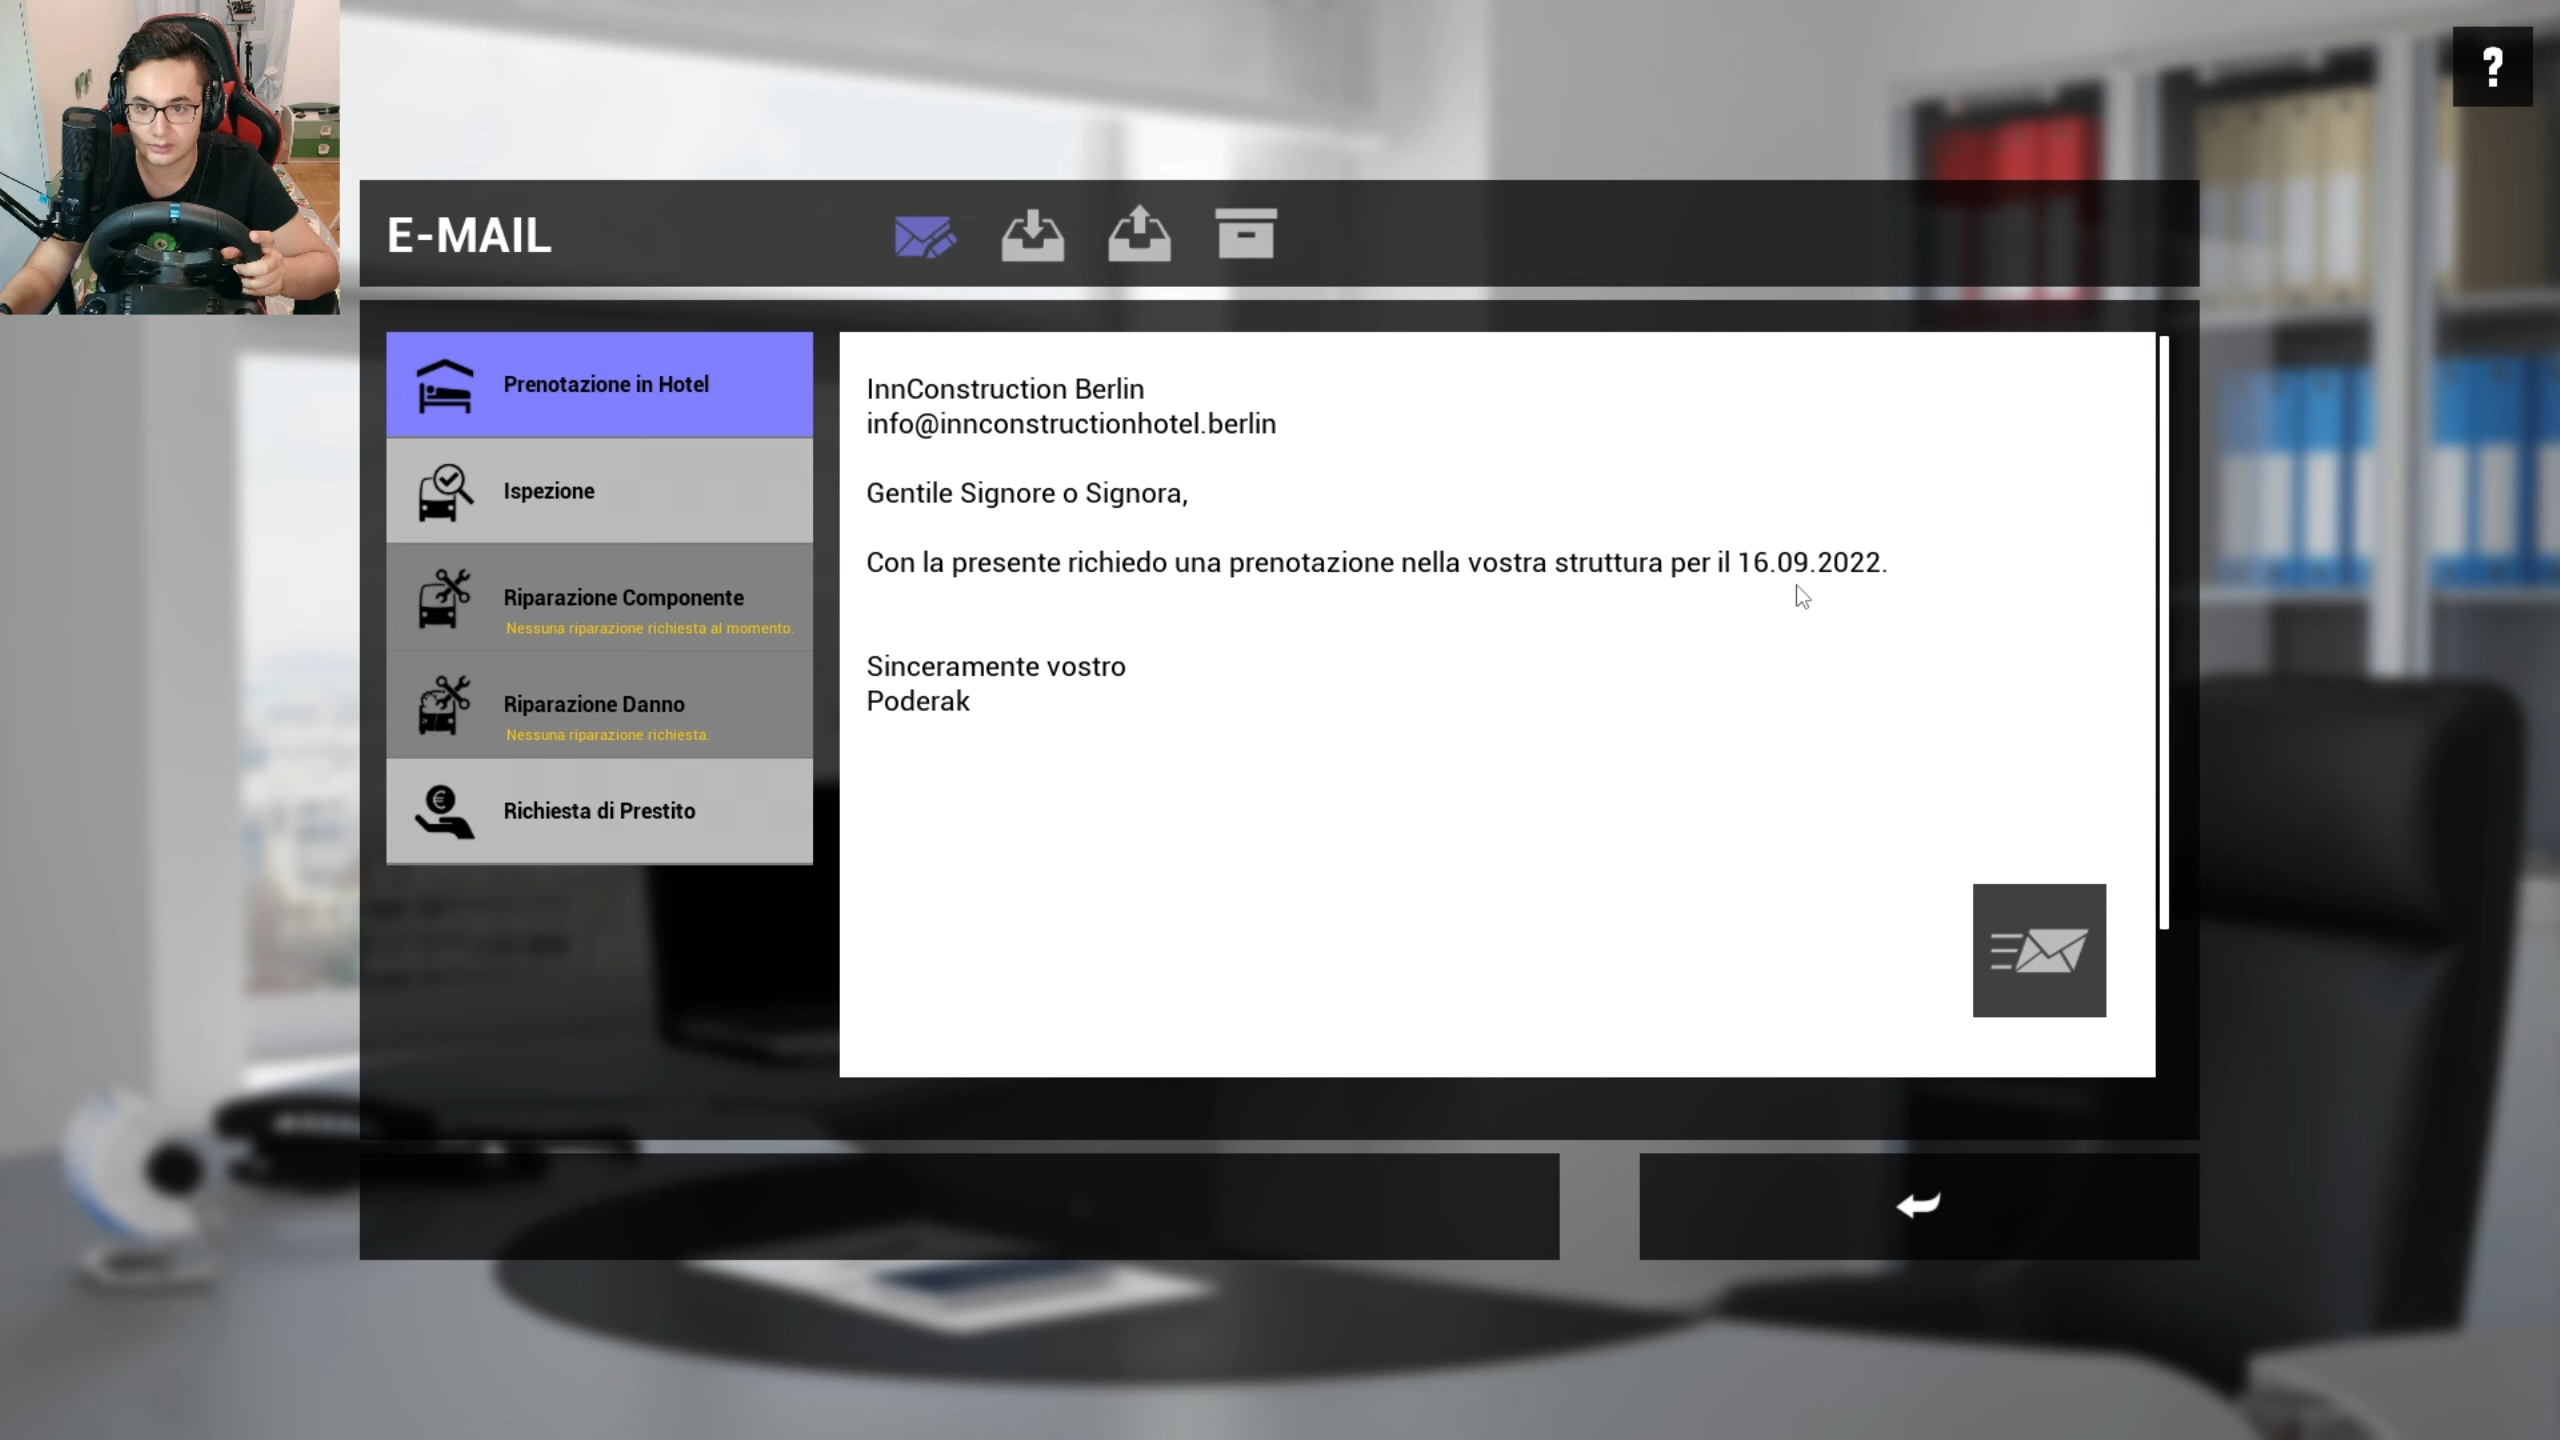 ?
E-MAIL
Prenotazione in Hotel
Ispezione
Riparazione Componente
Nessuna riparazione richiesta al momento.
Riparazione Danno
Nessuna riparazione richiesta.
Richiesta di Prestito
InnConstruction Berlin
info@innconstructionhotel.berlin
Gentile Signore o Signora,
Con la presente richiedo una prenotazione nella vostra struttura per il 16.09.2022.
Sinceramente vostro
Poderak